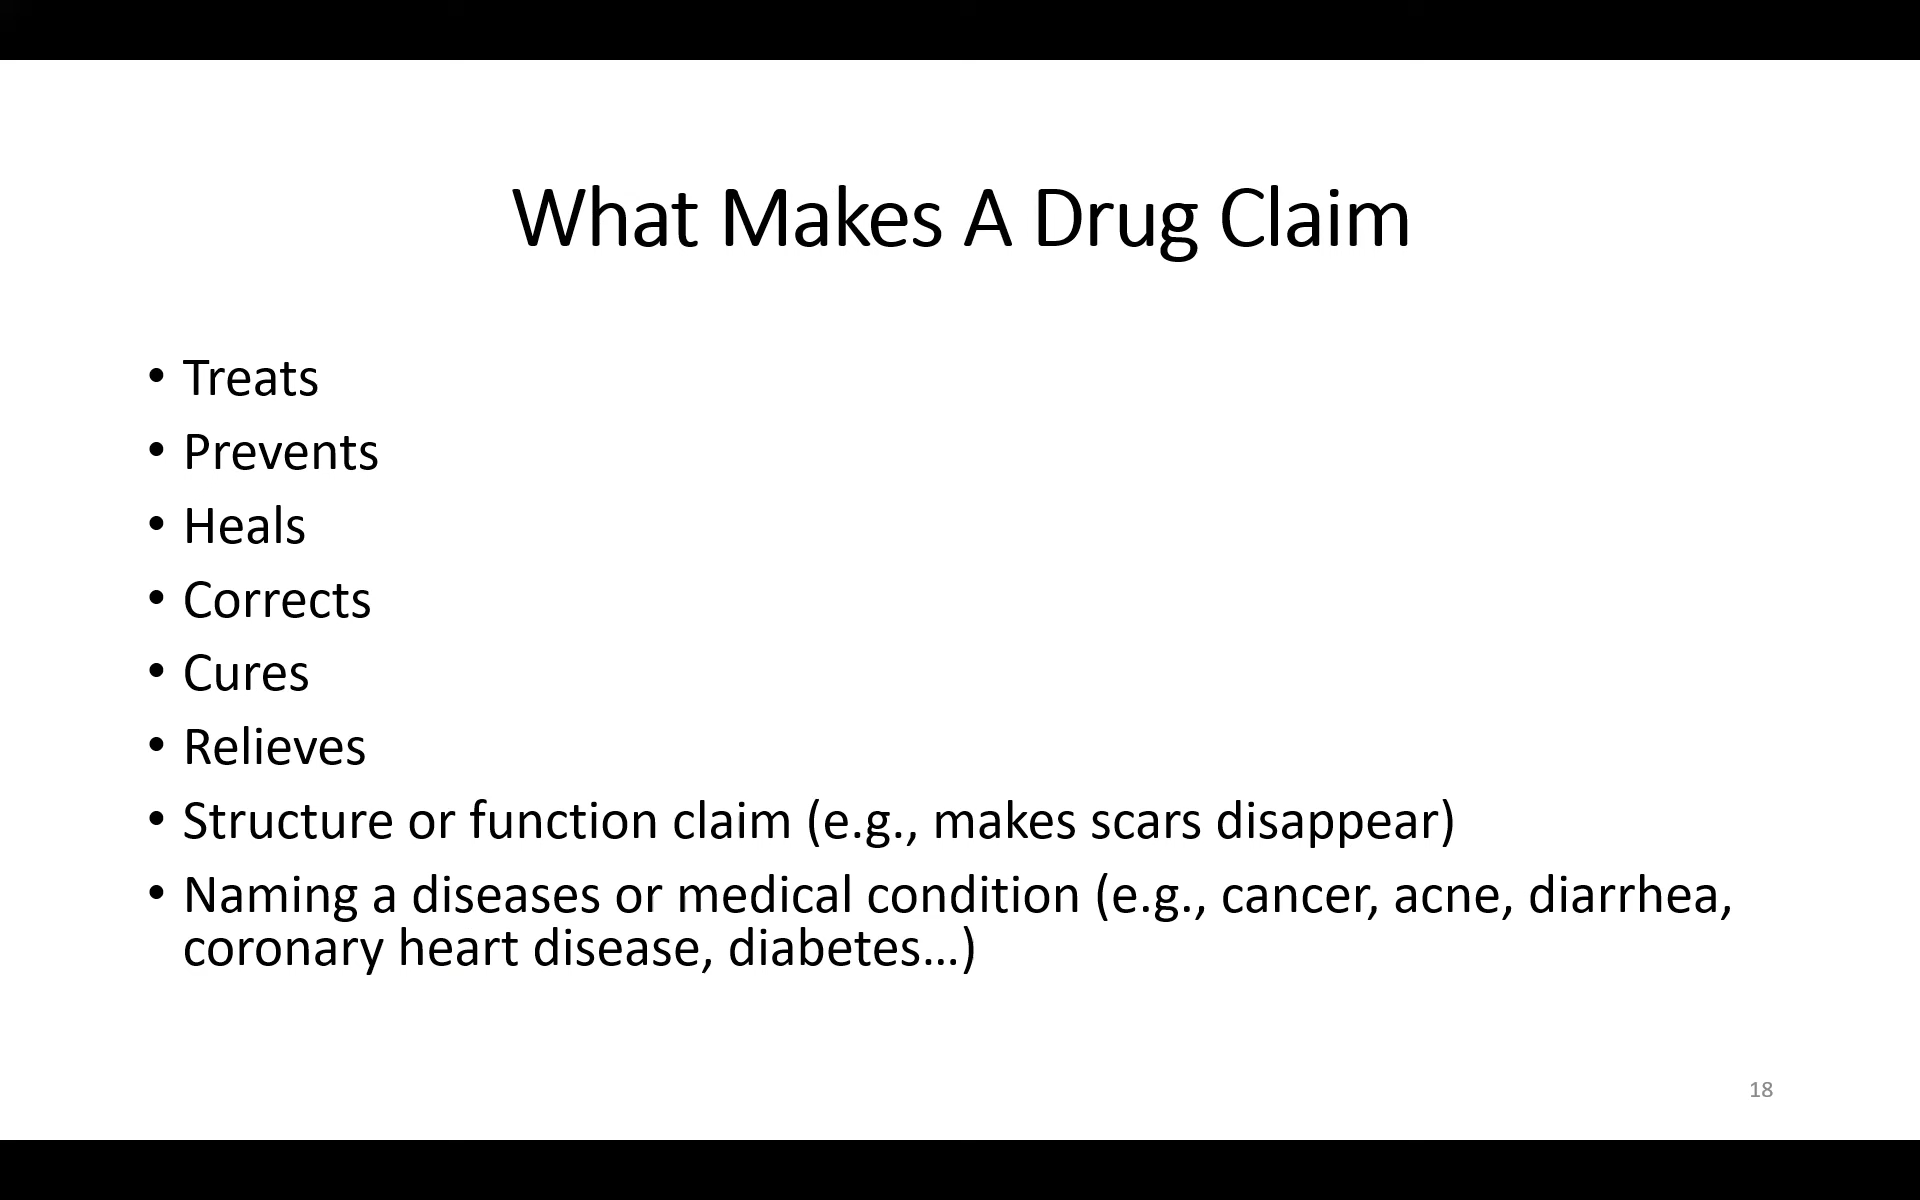 What Makes A Drug Claim
• Treats
• Prevents
• Heals
• Corrects
• Cures
• Relieves
• Structure or function claim (e.g., makes scars disappear)
• Naming a diseases or medical condition (e.g., cancer, acne, diarrhea,
coronary heart disease, diabetes...)
18